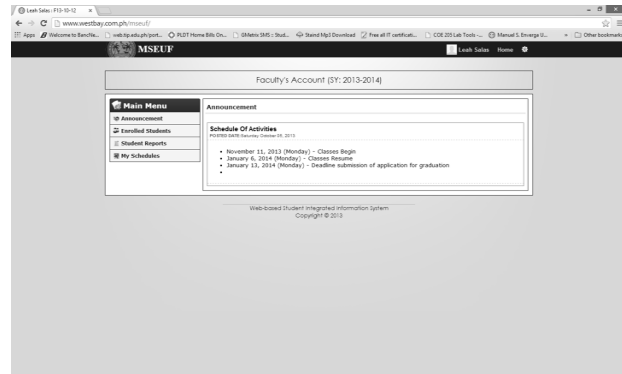 Leah Salas : F13-10-12
www.westbay.com.ph/mseuf/
Apps Welcome to BancNe... web.tip.edu.ph/port... PLDT Home Bills On... GMetrix SMS :: Stud... Staind Mp3 Download Free all IT certificati... COE 205 Lab Tools -... Manuel S. Enverga U... » Other bookmarks
MSEUF Leah Salas Home
Faculty's Account (SY: 2013-2014)
Main Menu
Announcement
Enrolled Students
Student Reports
My Schedules
Announcement
Schedule Of Activities
POSTED DATE Saturday October 05, 2013
• November 11, 2013 (Monday) - Classes Begin
• January 6, 2014 (Monday) - Classes Resume
• January 13, 2014 (Monday) - Deadline submission of application for graduation
•
Web-based Student Integrated Information System
Copyright © 2013